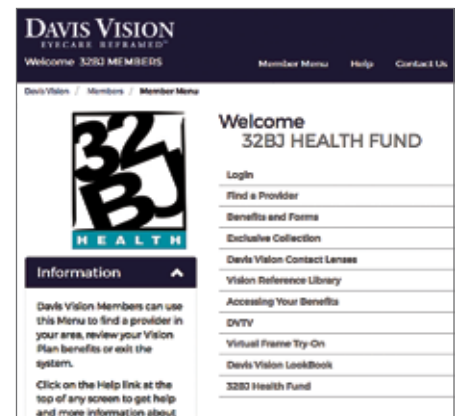 DAVIS VISION
EYECARE REFRAMED
Welcome 32BJ MEMBERS
Member Menu Help Contact Us
Davis Vision / Members / Member Menu
32
BJ
HEALTH
Welcome
32BJ HEALTH FUND
Login
Find a Provider
Benefits and Forms
Exclusive Collection
Davis Vision Contact Lenses
Vision Reference Library
Accessing Your Benefits
DVTV
Virtual Frame Try-On
Davis Vision LookBook
32BJ Health Fund
Information
Davis Vision Members can use
this Menu to find a provider in
your area, review your Vision
Plan benefits or exit the
system.
Click on the Help link at the
top of any screen to get help
and more information about